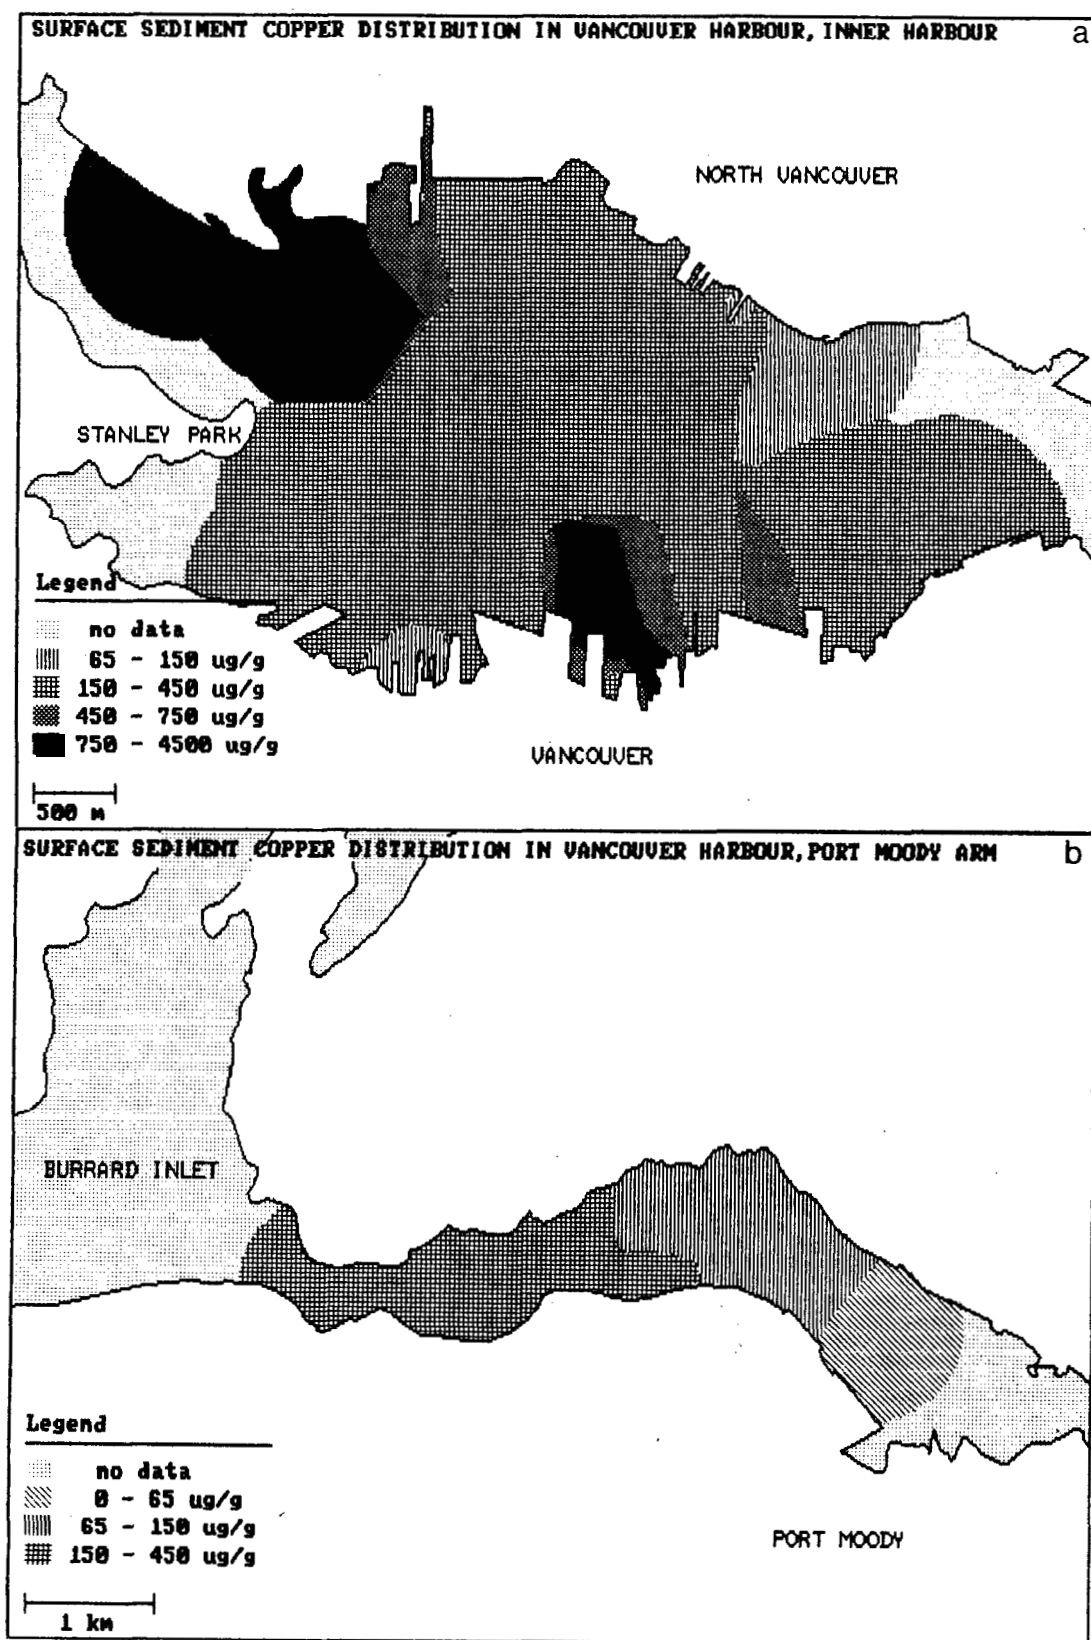 SURFACE SEDIMENT COPPER DISTRIBUTION IN VANCOUVER HARBOUR, INNER HARBOUR
a
NORTH VANCOUVER
STANLEY PARK
Legend
no data
65 - 150 ug/g
150 - 450 ug/g
450 - 750 ug/g
750 - 4500 ug/g
VANCOUVER
500 m
SURFACE SEDIMENT COPPER DISTRIBUTION IN VANCOUVER HARBOUR, PORT MOODY ARM
b
BURRARD INLET
Legend
no data
0 - 65 ug/g
65 - 150 ug/g
150 - 450 ug/g
PORT MOODY
1 km